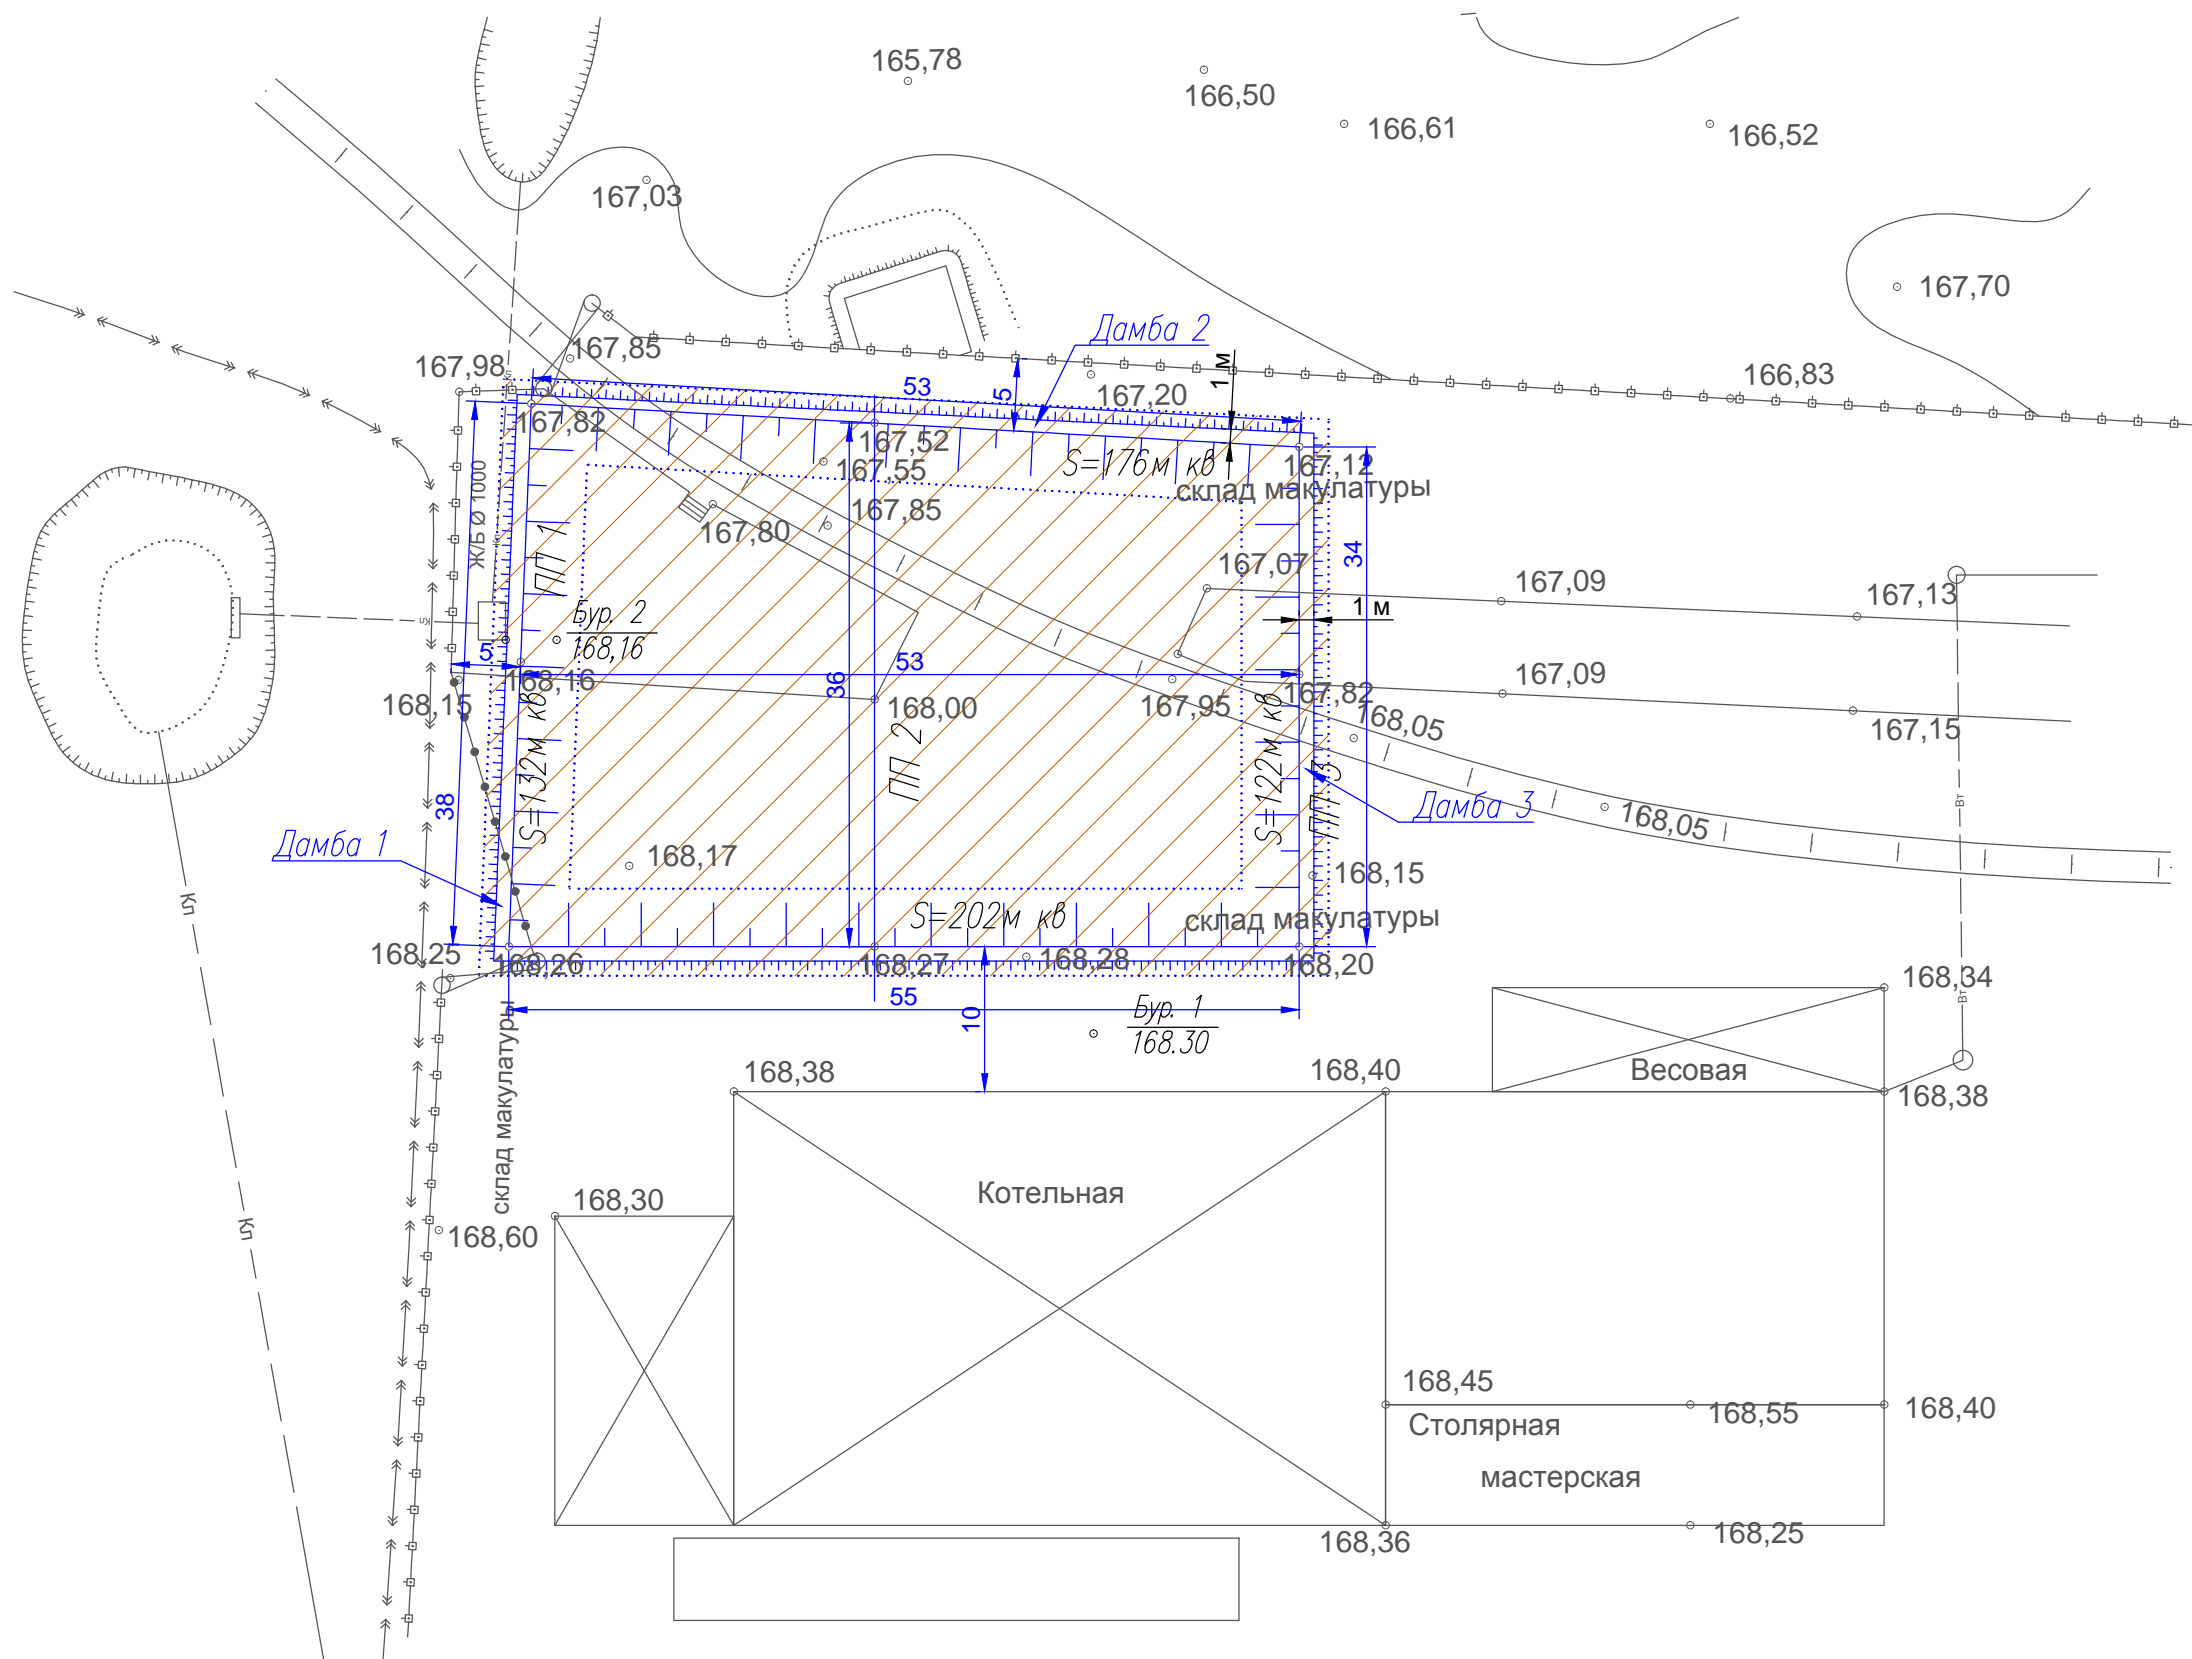 165,78
166,50
166,61
166,52
167,03
167,70
Дамба 2
167,85
167,98
1 м
166,83
53
5
167,20
167,82
167,52
167,55
S=176м кв
167,12
склад макулатуры
Ж/Б Ø 1000
ПП 1
167,80
167,85
34
167,07
167,09
167,13
1 м
Бур. 2
168,16
5
53
168,16
36
168,15
168,00
167,95
167,82
167,09
168,05
167,15
ПП 2
S=132м кв
S=122м кв
ПП 3
Дамба 3
38
Вт
168,05
Дамба 1
168,17
168,15
Кл
S=202м кв
склад макулатуры
168,25
168,26
168,27
168,28
168,20
168,34
55
10
Бур. 1
168.30
Вт
склад макулатуры
168,38
168,40
Весовая
168,38
Котельная
168,30
Кл
168,60
168,45
168,55
168,40
Столярная
мастерская
168,36
168,25